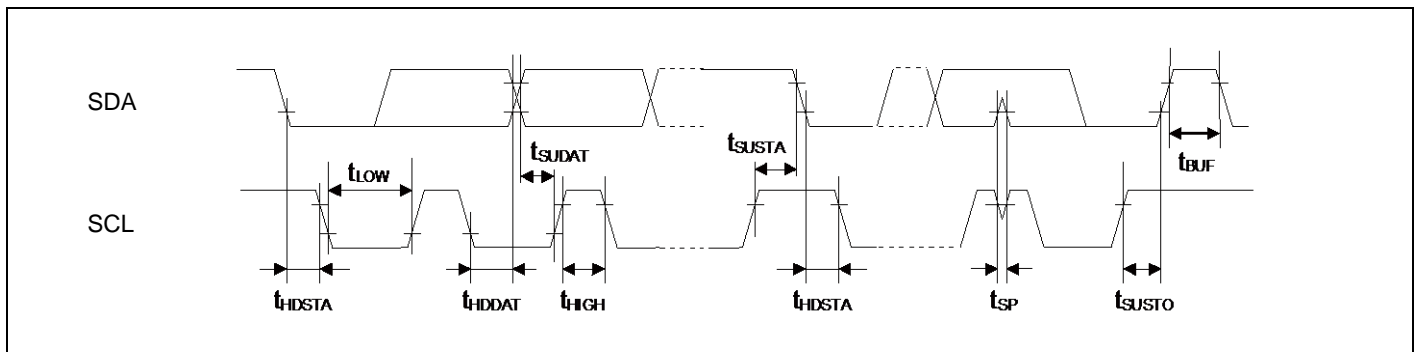 SDA
tSUDAT
tSUSTA
tBUF
tLOW
SCL
tHDSTA
tHDDAT
tHIGH
tHDSTA
tSP
tSUSTO